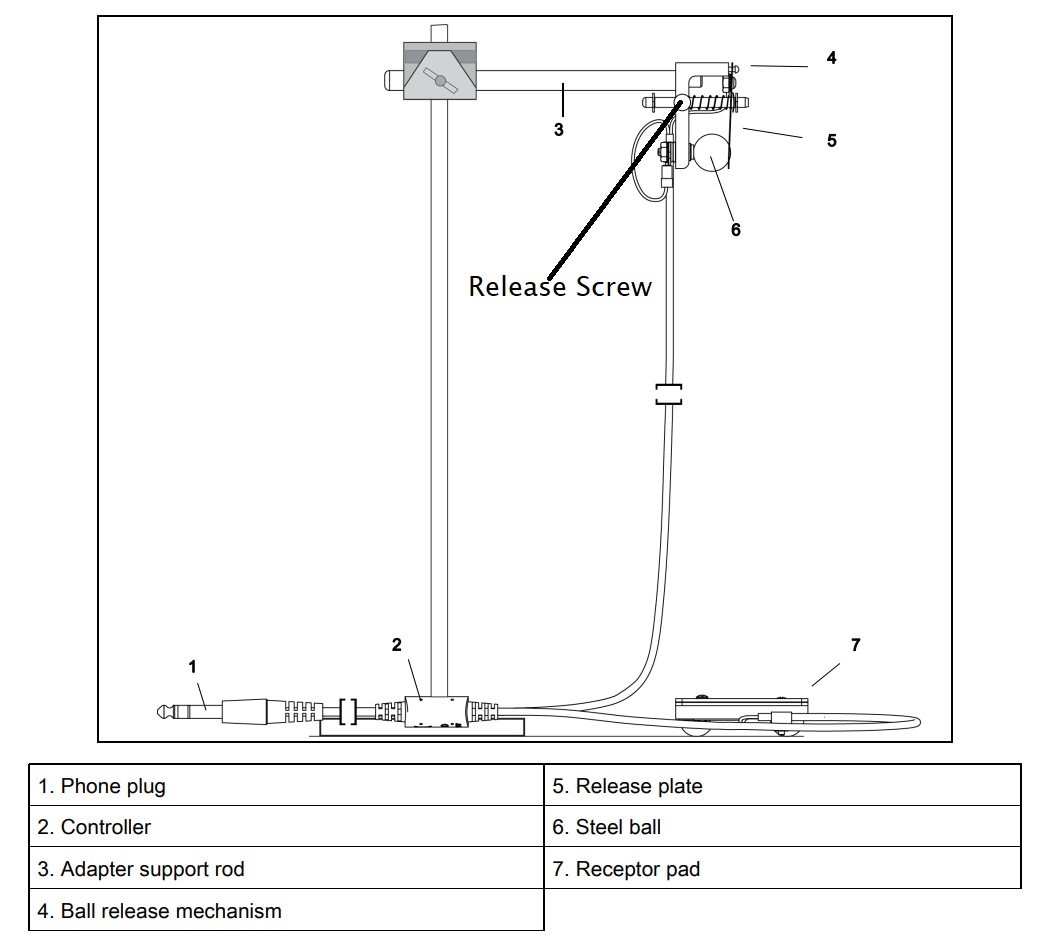 4
3
5
6
Release Screw
2
7
1
1. Phone plug
5. Release plate
2. Controller
6. Steel ball
3. Adapter support rod
7. Receptor pad
4. Ball release mechanism